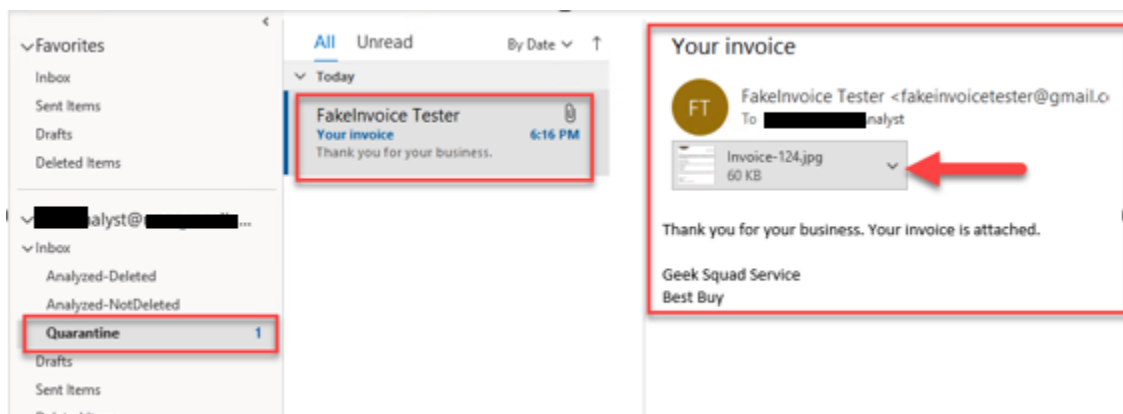 Favorites
Inbox
Sent Items
Drafts
Deleted Items
alyst@
...
Inbox
Analyzed-Deleted
Analyzed-NotDeleted
Quarantine 1
Drafts
Sent Items
All Unread By Date
Today
FakeInvoice Tester
Your invoice 6:16 PM
Thank you for your business.
Your invoice
FT
FakeInvoice Tester <fakeinvoicetester@gmail.co
To nalyst
Invoice-124.jpg
60 KB
Thank you for your business. Your invoice is attached.
Geek Squad Service
Best Buy